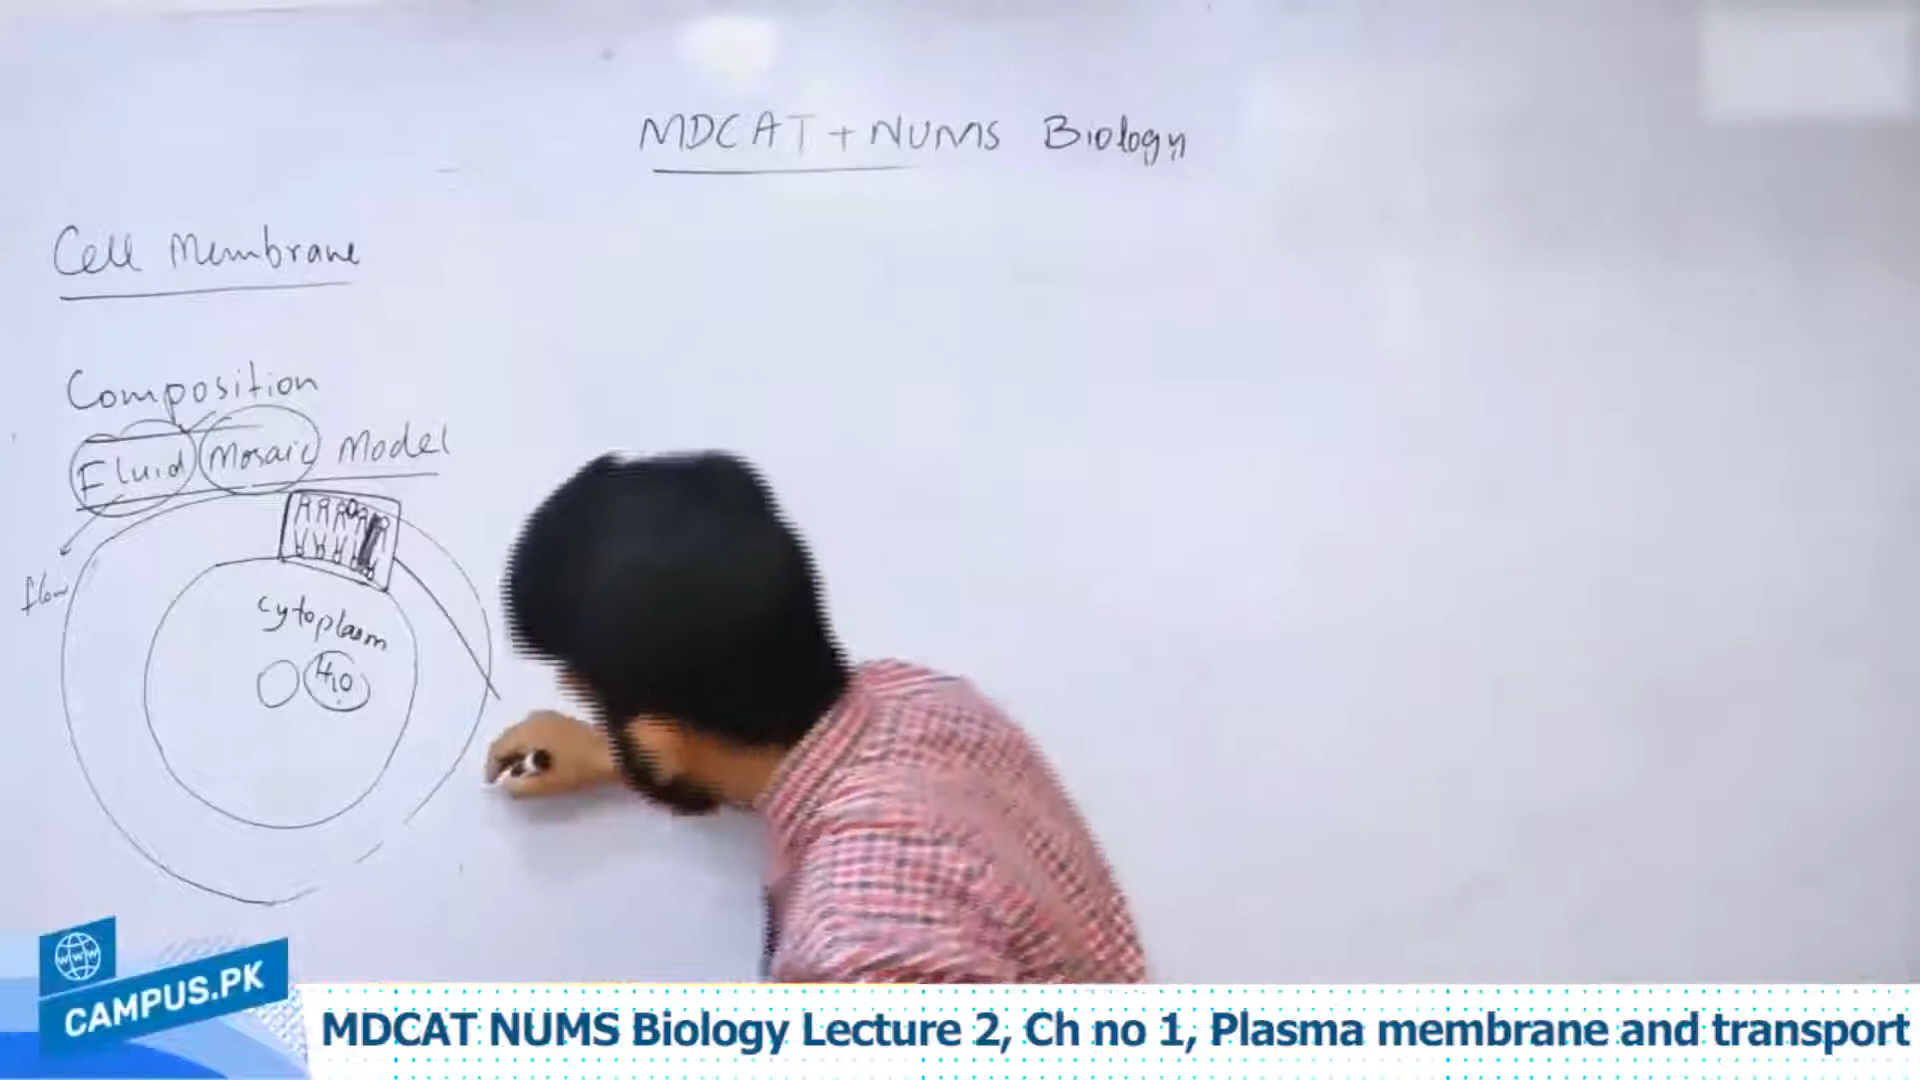 MDCAT + NUMS Biology
Cell Membrane
Composition
Fluid Mosaic Model
flow
cytoplasm
H2O
www
CAMPUS.PK
MDCAT NUMS Biology Lecture 2, Ch no 1, Plasma membrane and transport